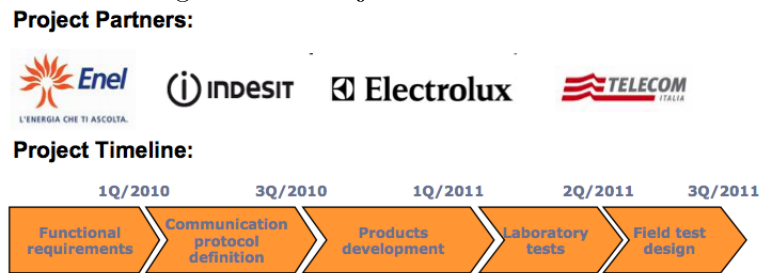 Project Partners:
Enel
L'ENERGIA CHE TI ASCOLTA.
indesit
Electrolux
TELECOM
ITALIA
Project Timeline:
1Q/2010 3Q/2010 1Q/2011 2Q/2011 3Q/2011
Functional
requirements
Communication
protocol
definition
Products
development
Laboratory
tests
Field test
design